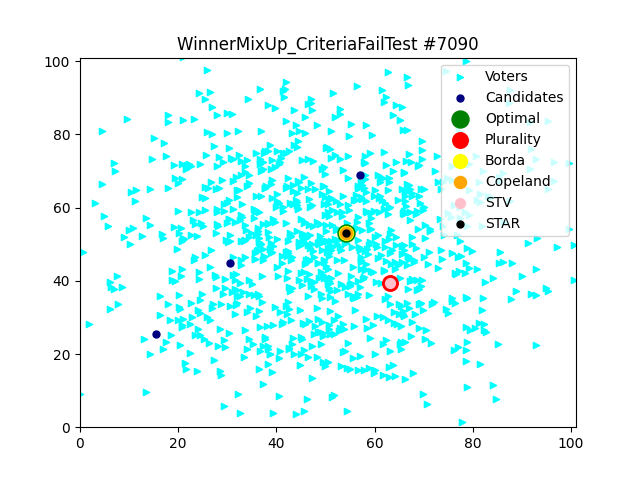 WinnerMixUp_CriteriaFailTest #7090
100
80
60
40
20
0
0 20 40 60 80 100
Voters
Candidates
Optimal
Plurality
Borda
Copeland
STV
STAR